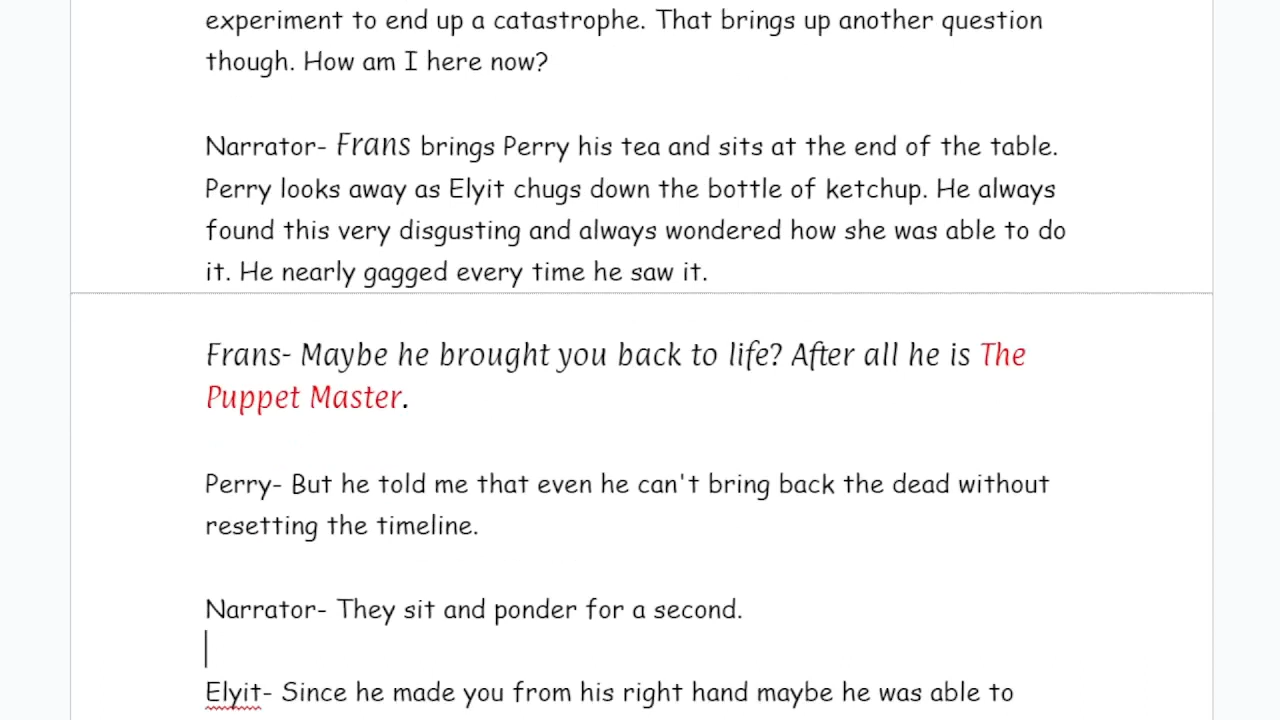 experiment to end up a catastrophe. That brings up another question
though. How am I here now?
Narrator- Frans brings Perry his tea and sits at the end of the table.
Perry looks away as Elyit chugs down the bottle of ketchup. He always
found this very disgusting and always wondered how she was able to do
it. He nearly gagged every time he saw it.
Frans- Maybe he brought you back to life? After all he is The
Puppet Master.
Perry- But he told me that even he can't bring back the dead without
resetting the timeline.
Narrator- They sit and ponder for a second.
Elyit- Since he made you from his right hand maybe he was able to